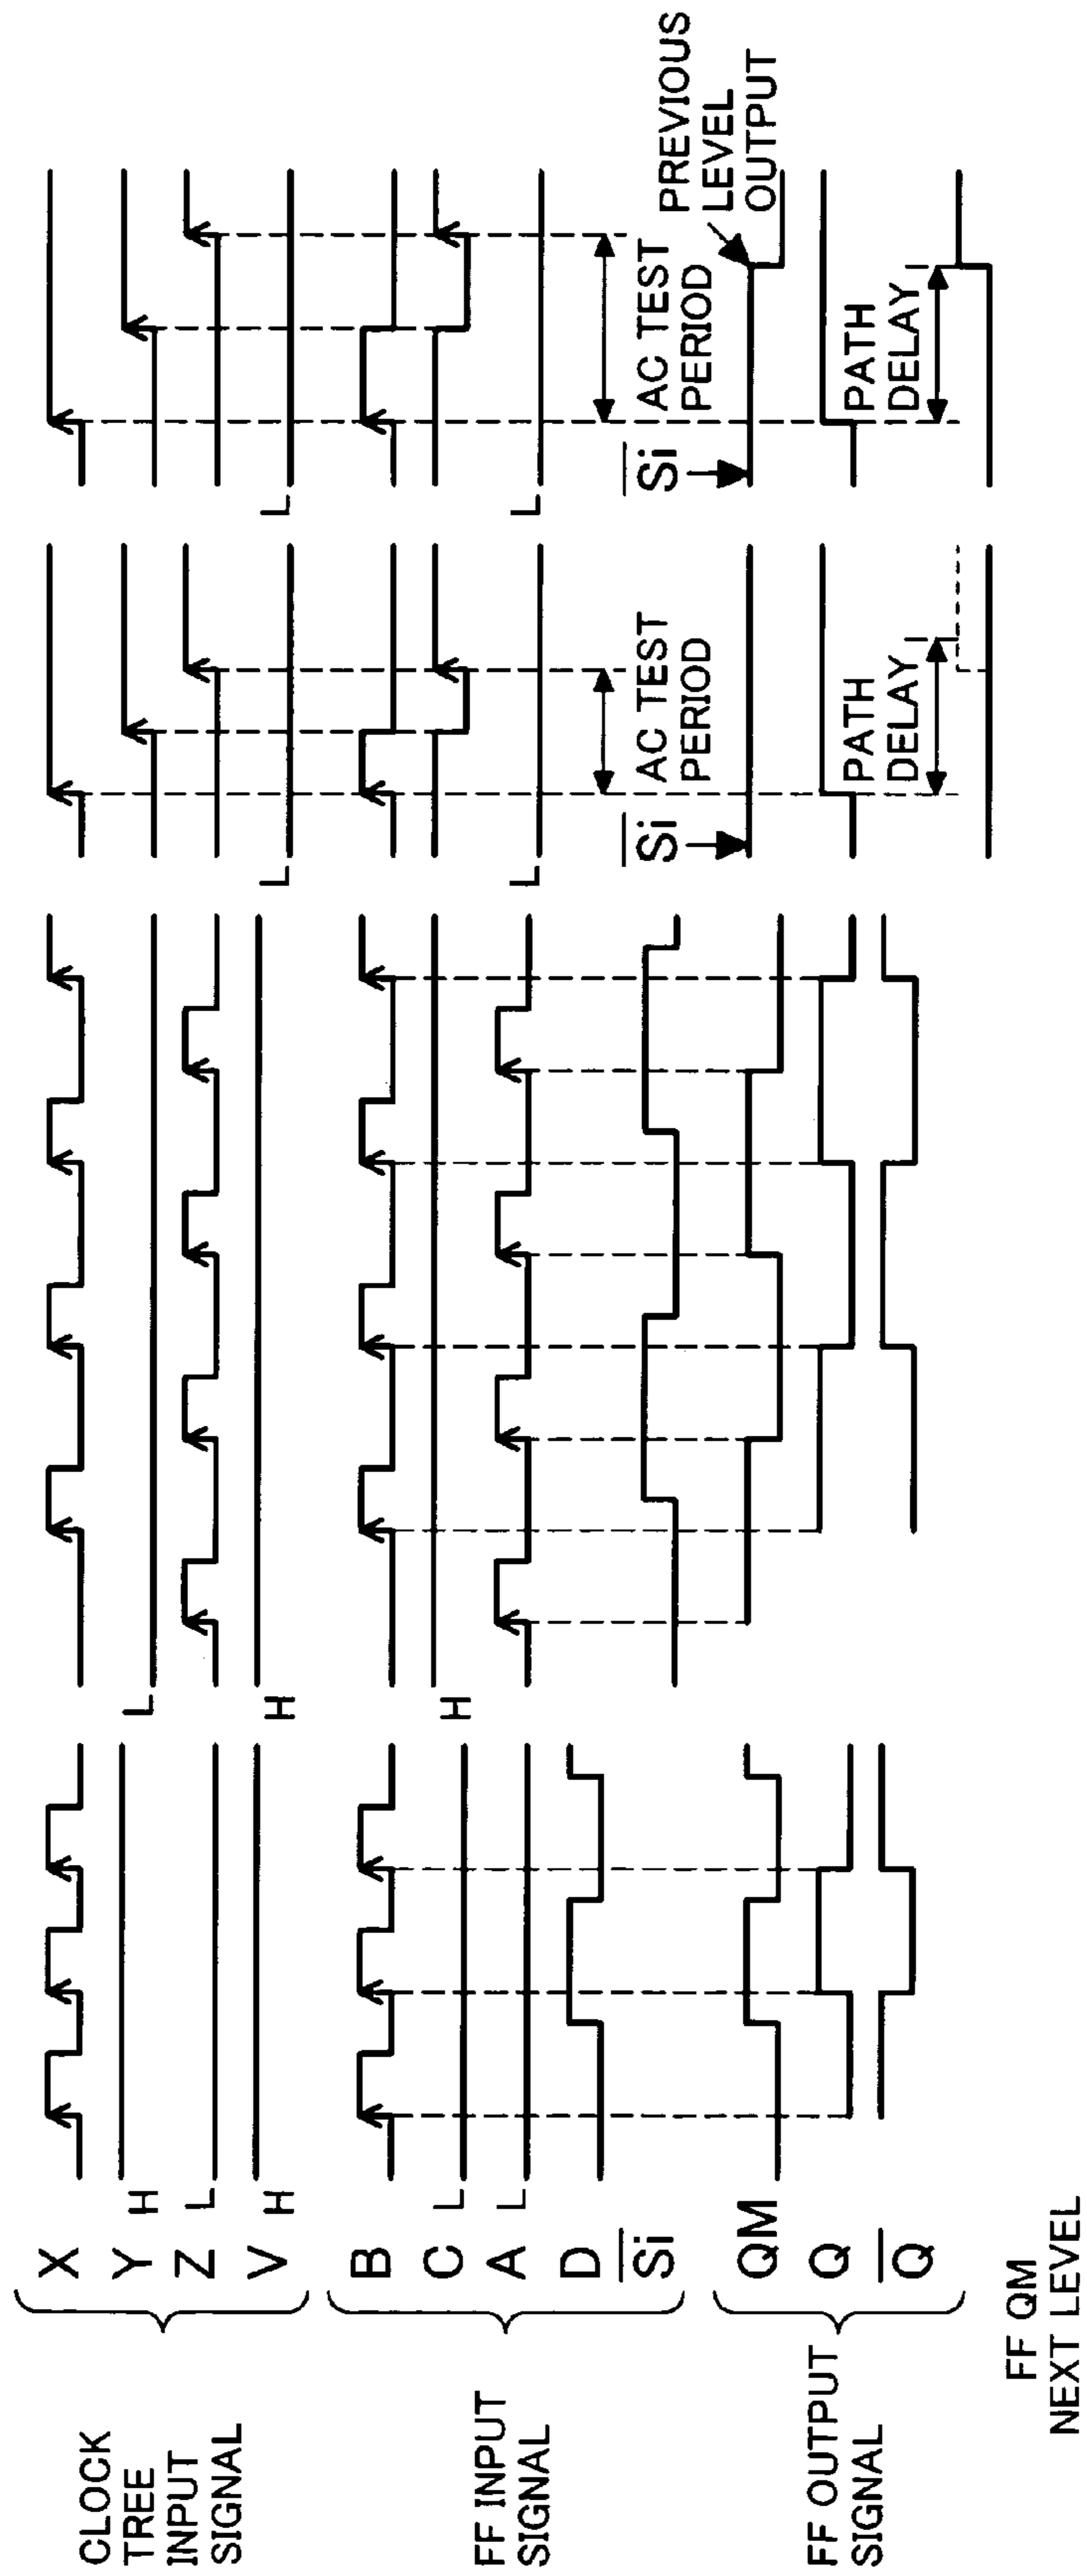 CLOCK
TREE
INPUT
SIGNAL
X
Y
Z
V
H
L
H
L
H
L
L
FF INPUT
SIGNAL
B
C
A
D
Si
L
L
H
L
L
AC TEST
PERIOD
AC TEST
PERIOD
Si
Si
PREVIOUS
LEVEL
OUTPUT
FF OUTPUT
SIGNAL
QM
Q
Q
PATH
DELAY
PATH
DELAY
FF QM
NEXT LEVEL